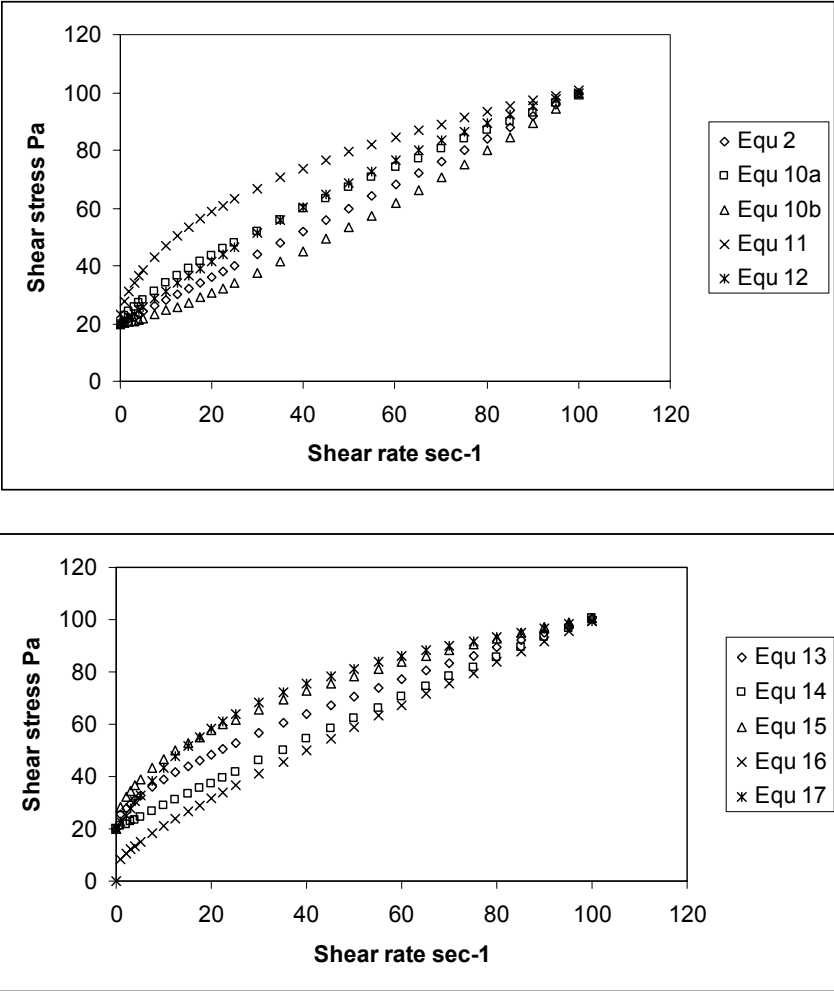 120
100
80
60
40
20
0
Shear stress Pa
0 20 40 60 80 100 120
Shear rate sec-1
Equ 2
Equ 10a
Equ 10b
Equ 11
Equ 12
120
100
80
60
40
20
0
Shear stress Pa
0 20 40 60 80 100 120
Shear rate sec-1
Equ 13
Equ 14
Equ 15
Equ 16
Equ 17